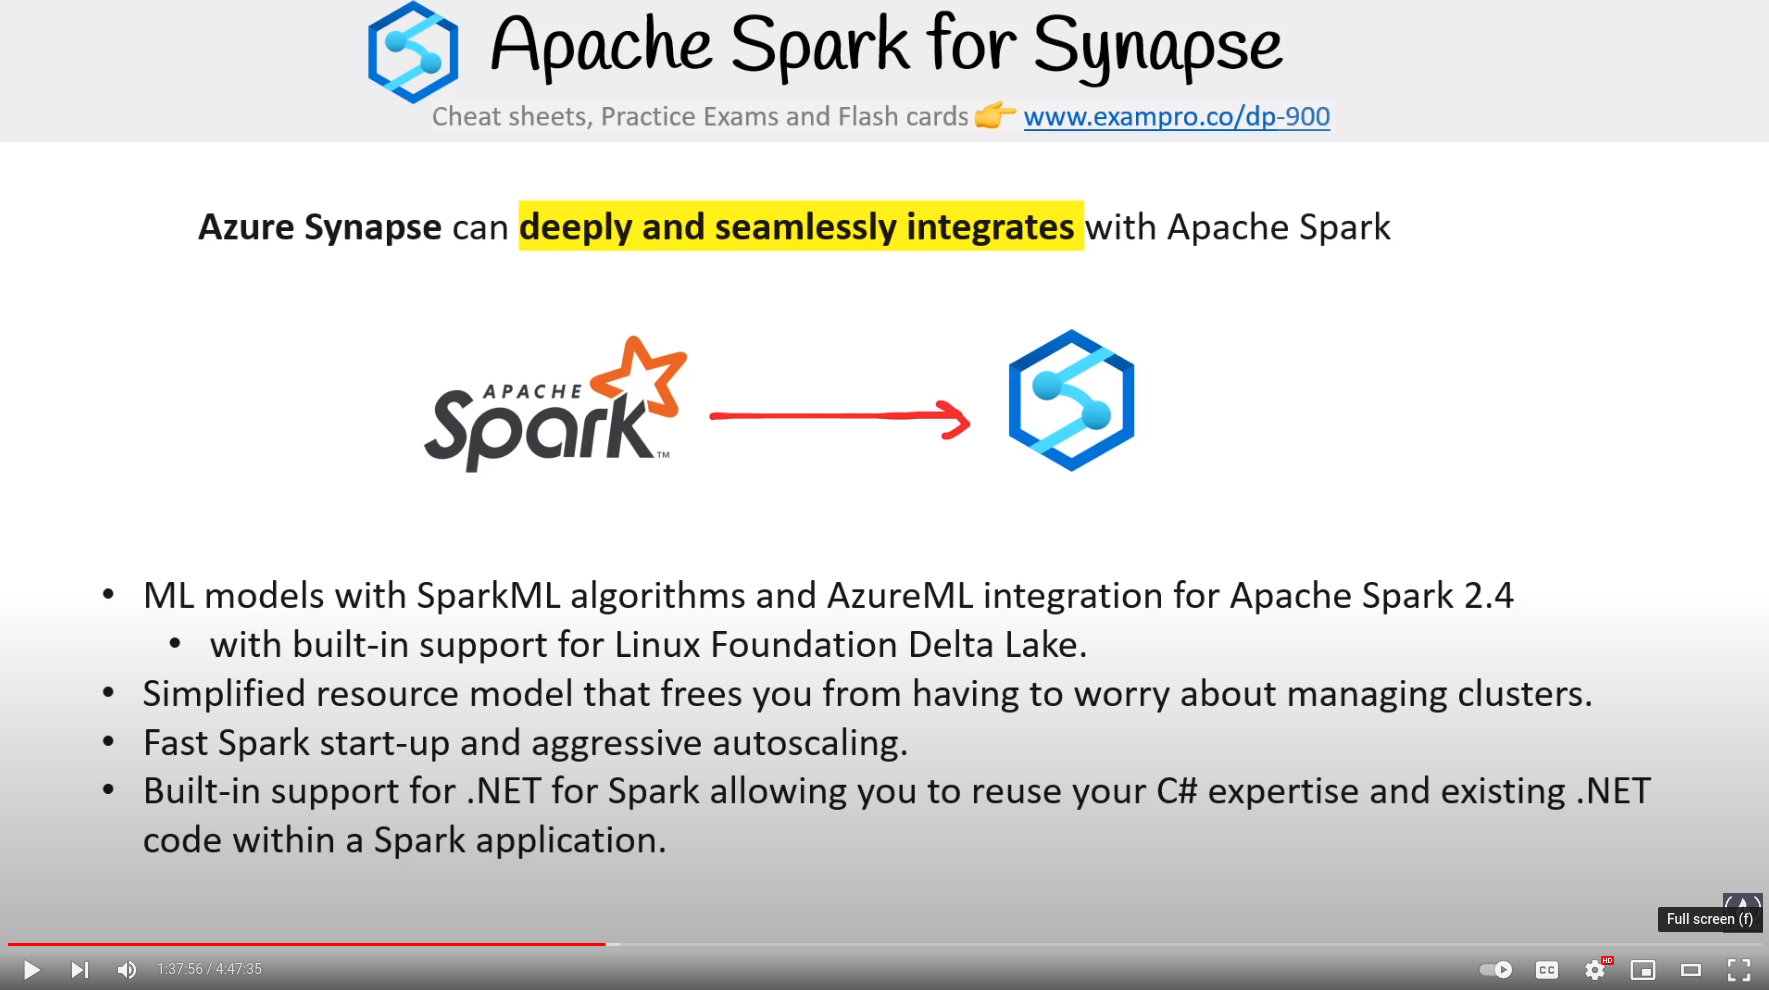 Apache Spark for Synapse
Cheat sheets, Practice Exams and Flash cards 👉 www.exampro.co/dp-900
Azure Synapse can deeply and seamlessly integrates with Apache Spark
APACHE
Spark™
• ML models with SparkML algorithms and AzureML integration for Apache Spark 2.4
• with built-in support for Linux Foundation Delta Lake.
• Simplified resource model that frees you from having to worry about managing clusters.
• Fast Spark start-up and aggressive autoscaling.
• Built-in support for .NET for Spark allowing you to reuse your C# expertise and existing .NET
code within a Spark application.
Full screen (f)
1:37:56 / 4:47:35
CC
HD